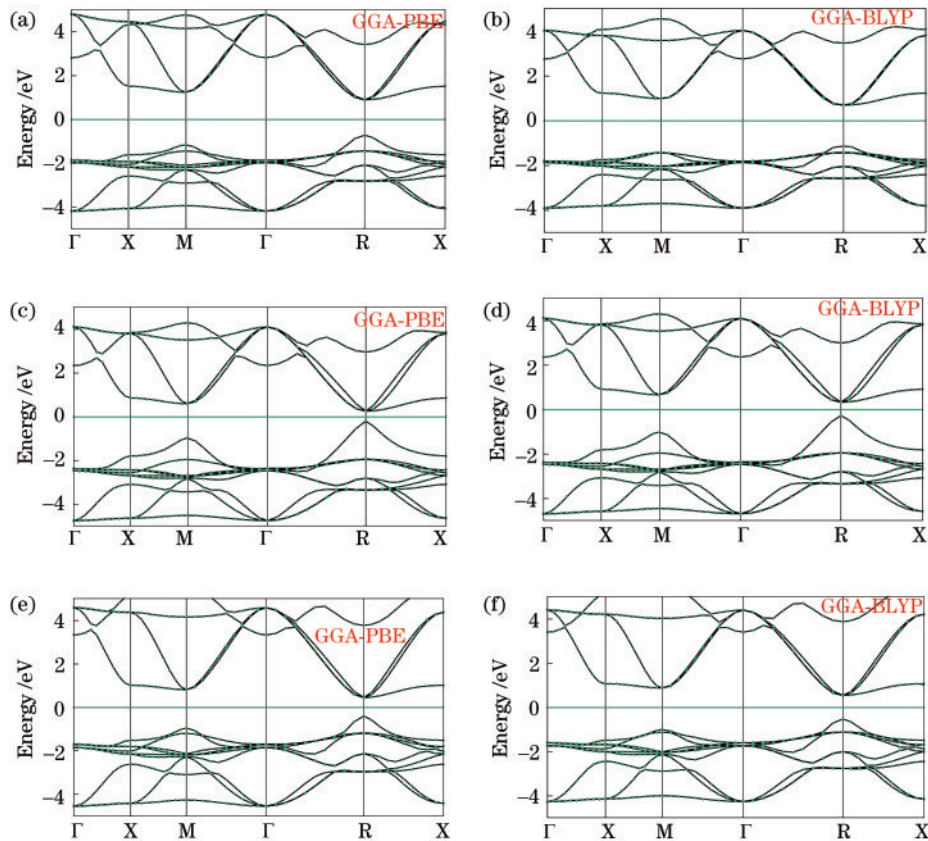 (a)
GGA-PBE
Energy /eV
4
2
0
−2
−4
Γ X M Γ R X
(b)
GGA-BLYP
Energy /eV
4
2
0
−2
−4
Γ X M Γ R X
(c)
GGA-PBE
Energy /eV
4
2
0
−2
−4
Γ X M Γ R X
(d)
GGA-BLYP
Energy /eV
4
2
0
−2
−4
Γ X M Γ R X
(e)
GGA-PBE
Energy /eV
4
2
0
−2
−4
Γ X M Γ R X
(f)
GGA-BLYP
Energy /eV
4
2
0
−2
−4
Γ X M Γ R X